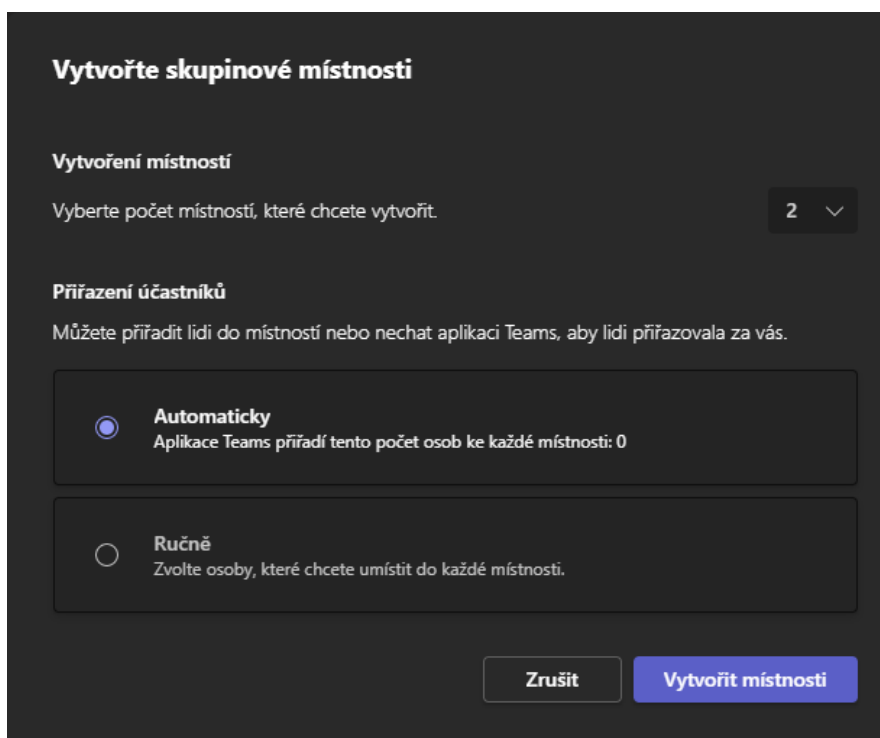 Vytvořte skupinové místnosti
Vytvoření místností
Vyberte počet místností, které chcete vytvořit.
2
Přiřazení účastníků
Můžete přiřadit lidi do místností nebo nechat aplikaci Teams, aby lidi přiřazovala za vás.
Automaticky
Aplikace Teams přiřadí tento počet osob ke každé místnosti: 0
Ručně
Zvolte osoby, které chcete umístit do každé místnosti.
Zrušit
Vytvořit místnosti